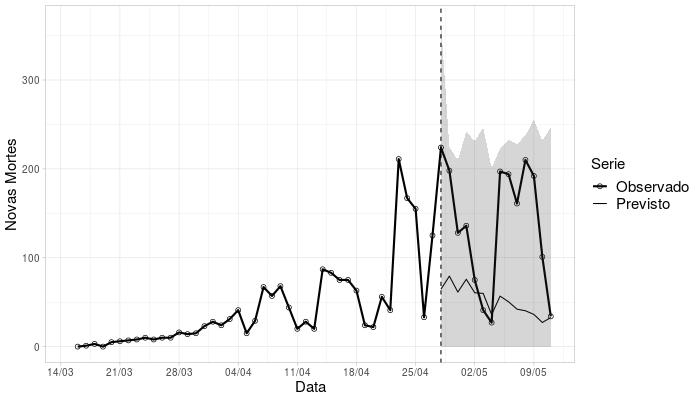 Novas Mortes
300
200
100
0
14/03 21/03 28/03 04/04 11/04 18/04 25/04 02/05 09/05
Data
Serie
Observado
Previsto